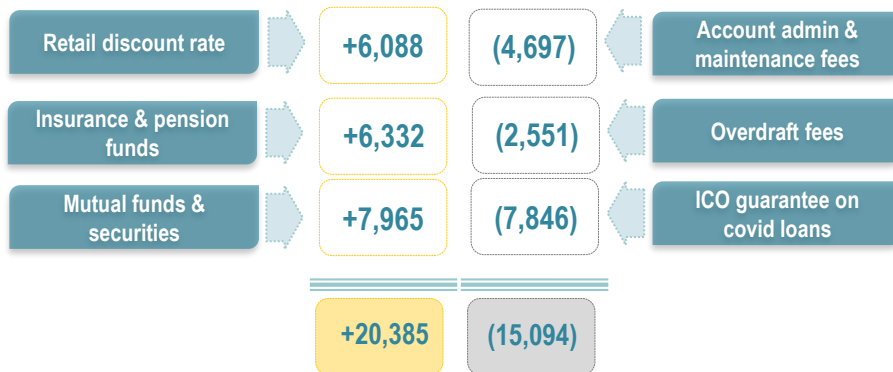 Retail discount rate
+6,088
(4,697)
Account admin &
maintenance fees
Insurance & pension
funds
+6,332
(2,551)
Overdraft fees
Mutual funds &
securities
+7,965
(7,846)
ICO guarantee on
covid loans
+20,385
(15,094)